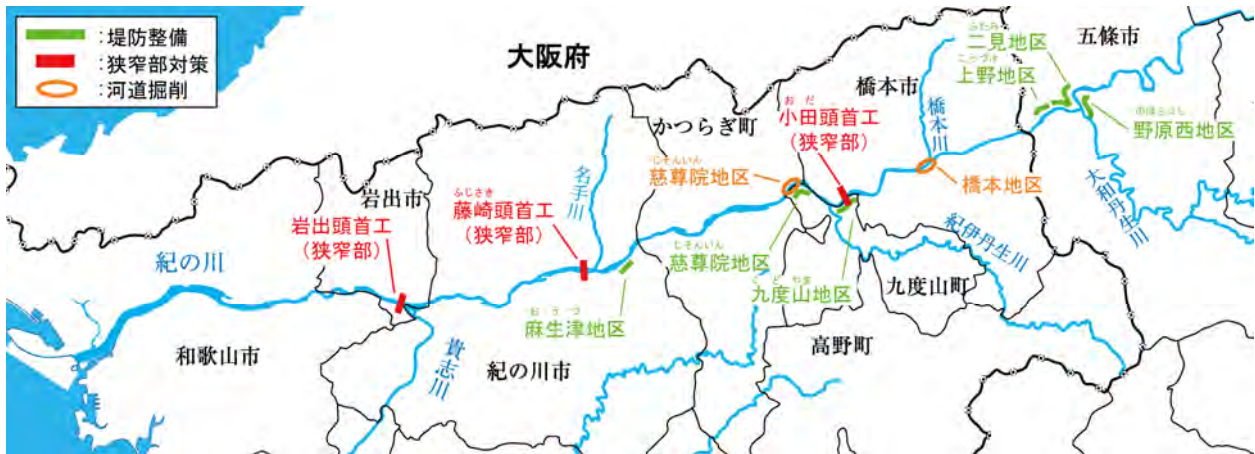 :堤防整備
:狭窄部対策
:河道掘削
大阪府
ふたみ
二見地区
こうづけ
上野地区
五條市
のはらにし
野原西地区
橋本市
橋本川
おだ
小田頭首工
(狭窄部)
かつらぎ町
じそんいん
慈尊院地区
橋本地区
大和丹生川
名手川
岩出市
ふじさき
藤崎頭首工
(狭窄部)
岩出頭首工
(狭窄部)
紀の川
じそんいん
慈尊院地区
紀伊丹生川
くどやま
九度山地区
九度山町
おうづ
麻生津地区
高野町
和歌山市
貴志川
紀の川市